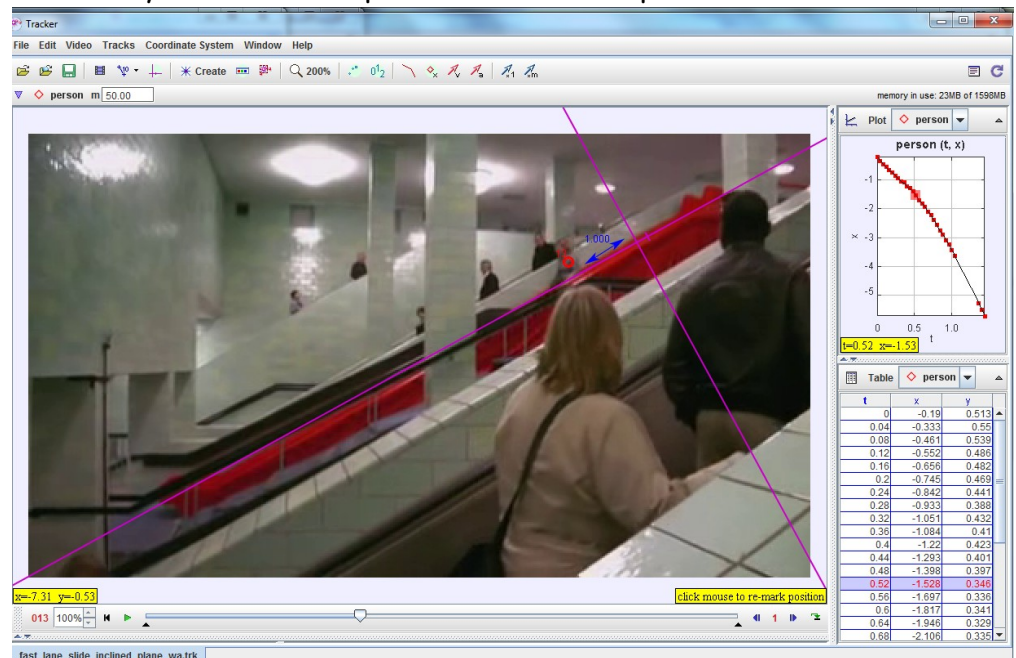 Tracker
File Edit Video Tracks Coordinate System Window Help
Create 200%
person m 50.00
memory in use: 23MB of 1598MB
Plot person
person (t, x)
-1
-2
x -3
-4
-5
0 0.5 1.0
t
t=0.52 x=-1.53
1.000
Table person
t x y
0 -0.19 0.513
0.04 -0.333 0.55
0.08 -0.461 0.539
0.12 -0.552 0.486
0.16 -0.656 0.482
0.2 -0.745 0.469
0.24 -0.842 0.441
0.28 -0.933 0.388
0.32 -1.051 0.432
0.36 -1.084 0.41
0.4 -1.22 0.423
0.44 -1.293 0.401
0.48 -1.398 0.397
0.52 -1.528 0.346
0.56 -1.697 0.336
0.6 -1.817 0.341
0.64 -1.946 0.329
0.68 -2.106 0.335
x=-7.31 y=-0.53
click mouse to re-mark position
013 100% 1
fast_lane_slide_inclined_plane_wa.trk